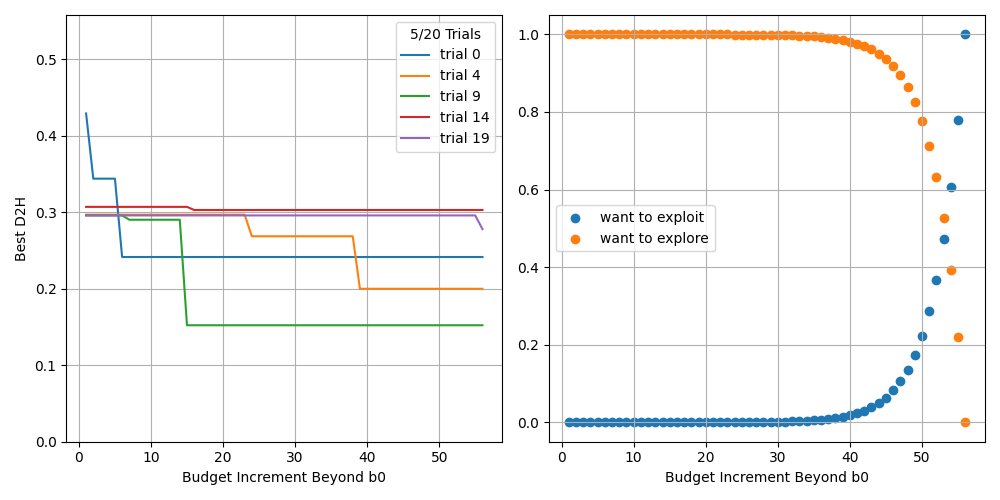 5/20 Trials
trial 0
trial 4
trial 9
trial 14
trial 19
Best D2H
0.5
0.4
0.3
0.2
0.1
0.0
0 10 20 30 40 50
Budget Increment Beyond b0
1.0
0.8
0.6
0.4
0.2
0.0
want to exploit
want to explore
0 10 20 30 40 50
Budget Increment Beyond b0